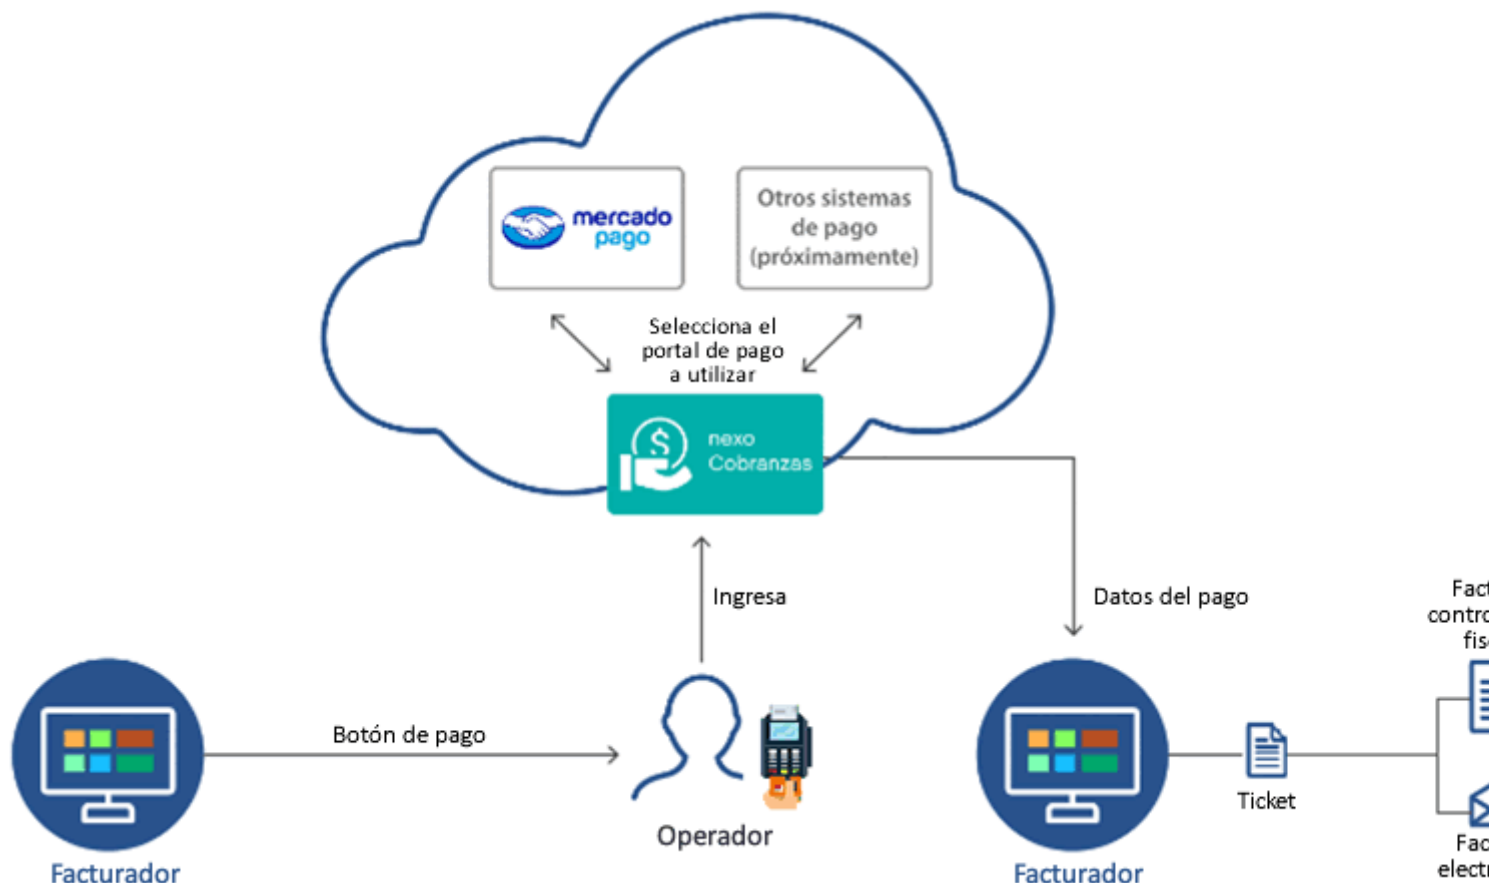 mercado
pago
Otros sistemas
de pago
(próximamente)
Selecciona el
portal de pago
a utilizar
$
nexo
Cobranzas
Ingresa
Datos del pago
Botón de pago
Operador
Facturador
Facturador
Ticket